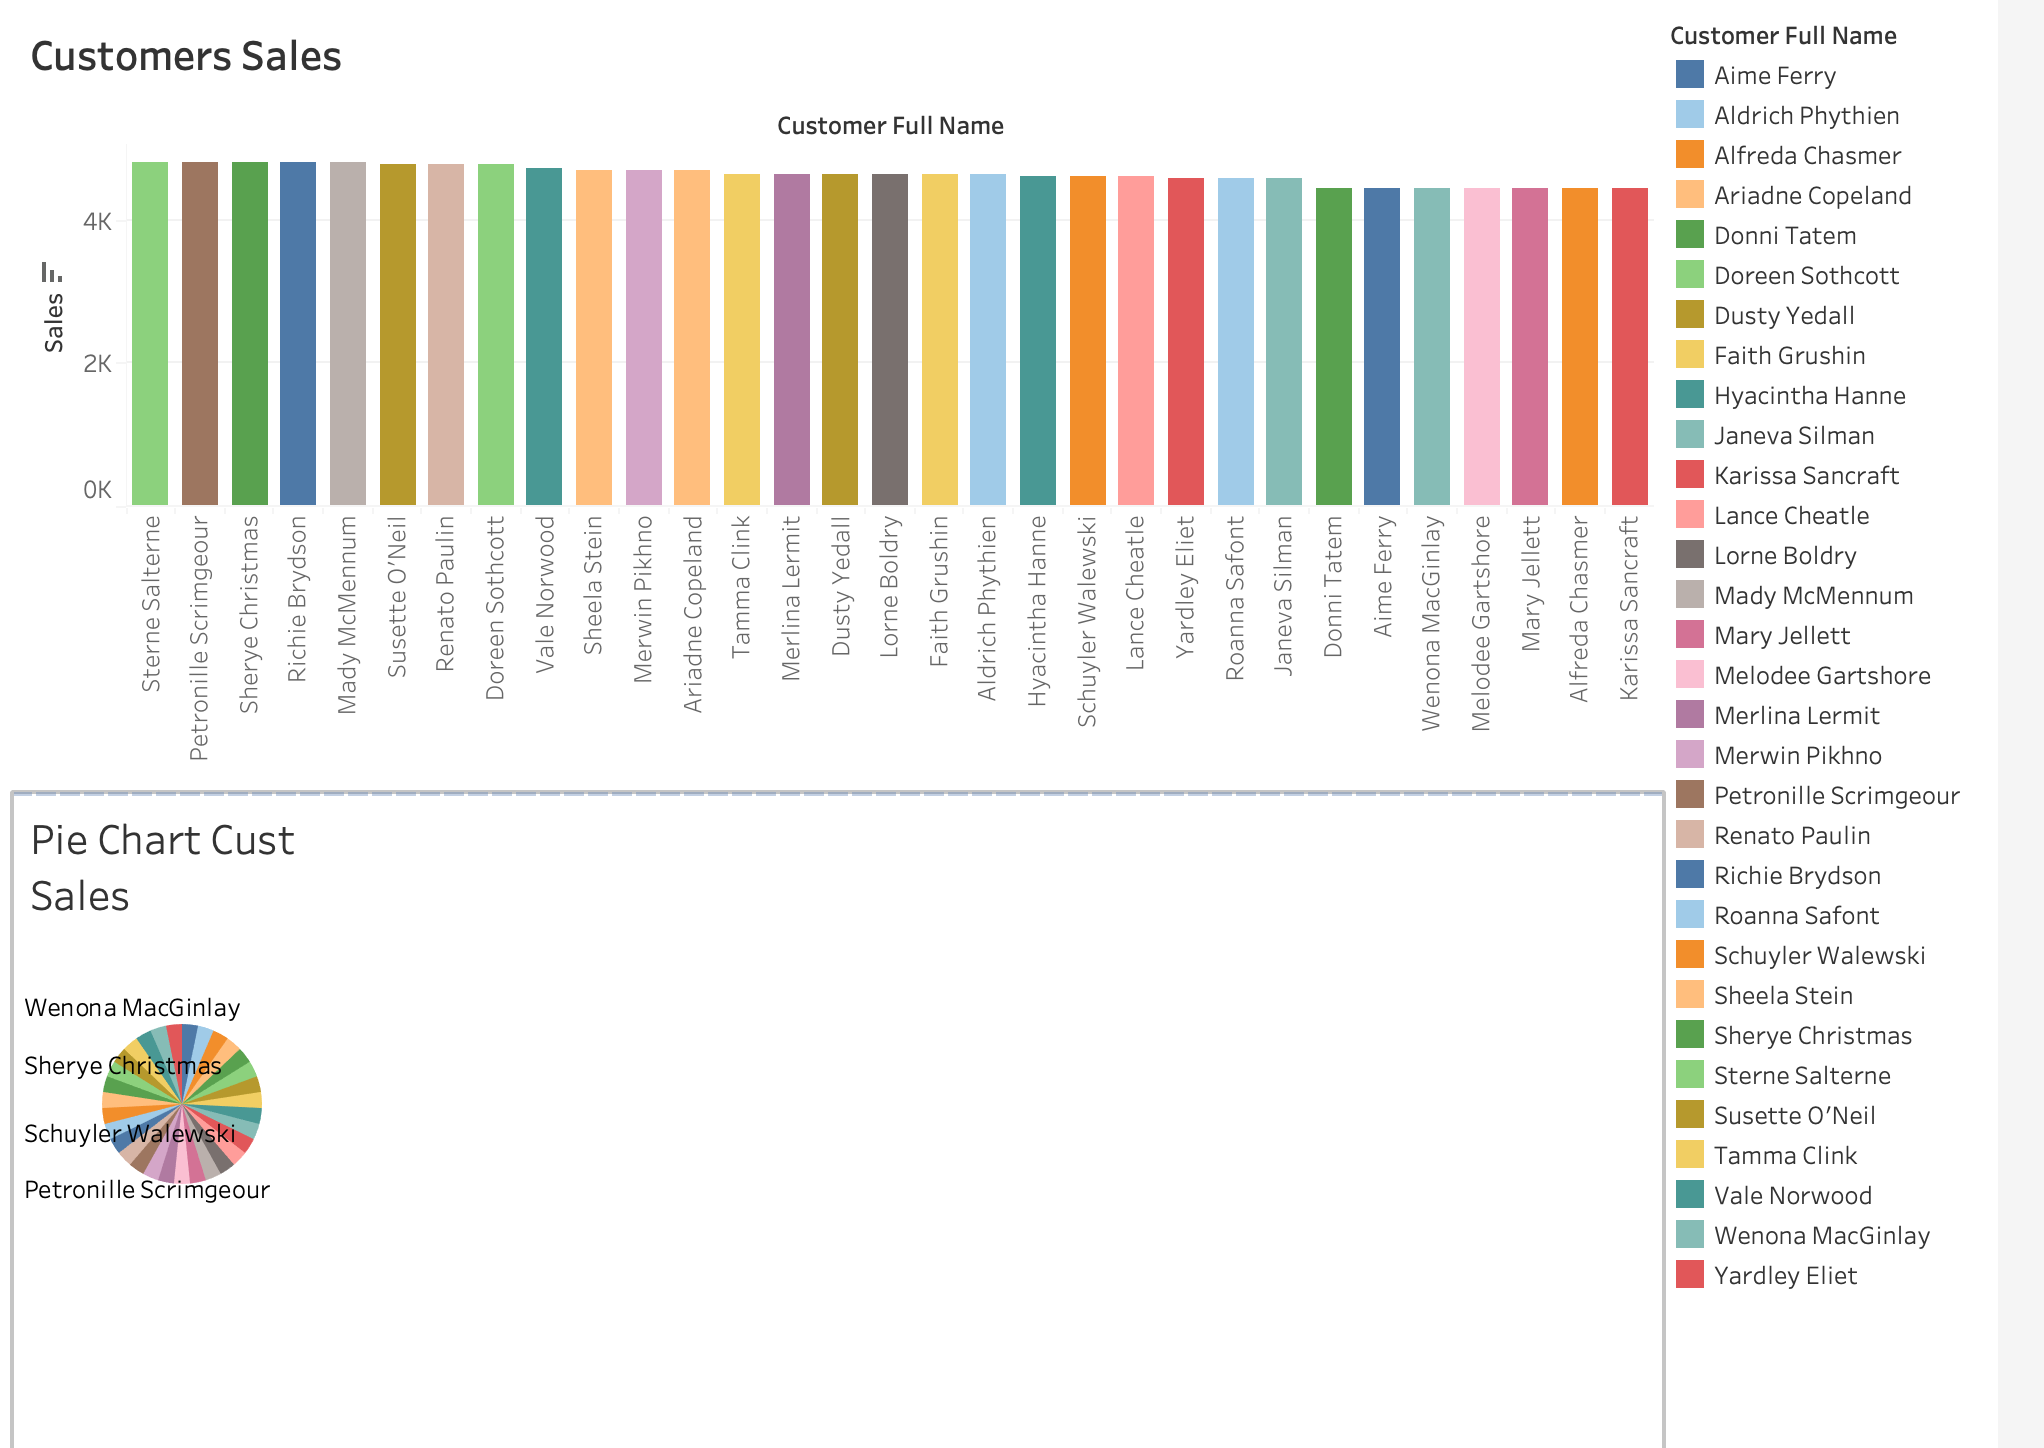 Customers Sales
Customer Full Name
4K
2K
0K
Sales
Sterne Salterne
Petronille Scrimgeour
Sherye Christmas
Richie Brydson
Mady McMennum
Susette O’Neil
Renato Paulin
Doreen Sothcott
Vale Norwood
Sheela Stein
Merwin Pikhno
Ariadne Copeland
Tamma Clink
Merlina Lermit
Dusty Yedall
Lorne Boldry
Faith Grushin
Aldrich Phythien
Hyacintha Hanne
Schuyler Walewski
Lance Cheatle
Yardley Eliet
Roanna Safont
Janeva Silman
Donni Tatem
Aime Ferry
Wenona MacGinlay
Melodee Gartshore
Mary Jellett
Alfreda Chasmer
Karissa Sancraft
Pie Chart Cust
Sales
Wenona MacGinlay
Sherye Christmas
Schuyler Walewski
Petronille Scrimgeour
Customer Full Name
Aime Ferry
Aldrich Phythien
Alfreda Chasmer
Ariadne Copeland
Donni Tatem
Doreen Sothcott
Dusty Yedall
Faith Grushin
Hyacintha Hanne
Janeva Silman
Karissa Sancraft
Lance Cheatle
Lorne Boldry
Mady McMennum
Mary Jellett
Melodee Gartshore
Merlina Lermit
Merwin Pikhno
Petronille Scrimgeour
Renato Paulin
Richie Brydson
Roanna Safont
Schuyler Walewski
Sheela Stein
Sherye Christmas
Sterne Salterne
Susette O’Neil
Tamma Clink
Vale Norwood
Wenona MacGinlay
Yardley Eliet